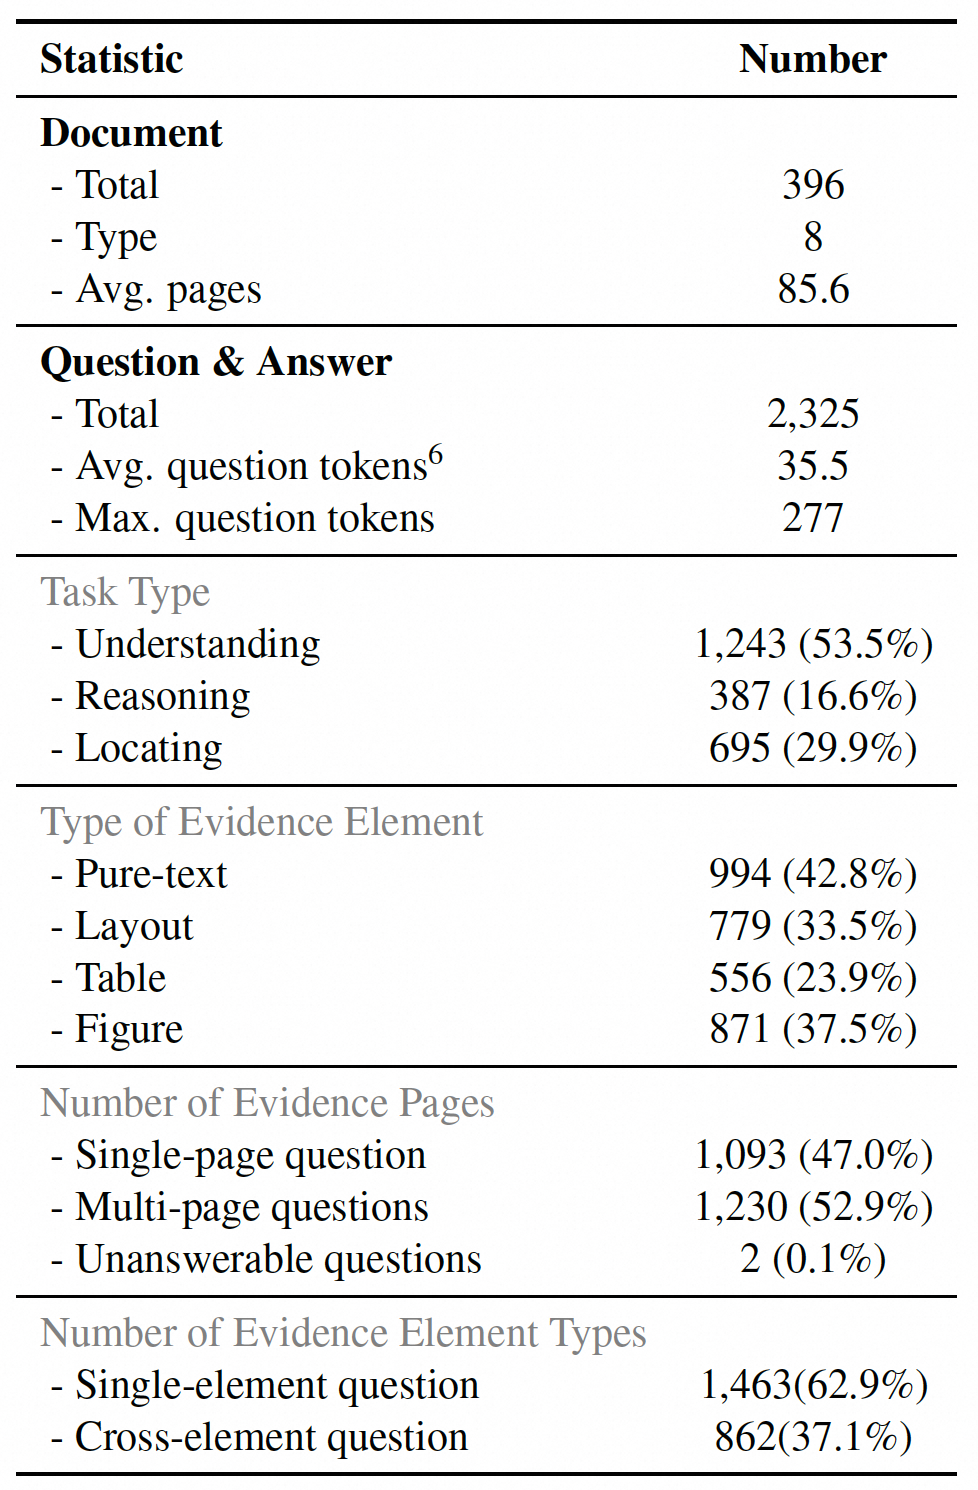 Statistic Number
Document
- Total 396
- Type 8
- Avg. pages 85.6
Question & Answer
- Total 2,325
- Avg. question tokens⁶ 35.5
- Max. question tokens 277
Task Type
- Understanding 1,243 (53.5%)
- Reasoning 387 (16.6%)
- Locating 695 (29.9%)
Type of Evidence Element
- Pure-text 994 (42.8%)
- Layout 779 (33.5%)
- Table 556 (23.9%)
- Figure 871 (37.5%)
Number of Evidence Pages
- Single-page question 1,093 (47.0%)
- Multi-page questions 1,230 (52.9%)
- Unanswerable questions 2 (0.1%)
Number of Evidence Element Types
- Single-element question 1,463(62.9%)
- Cross-element question 862(37.1%)